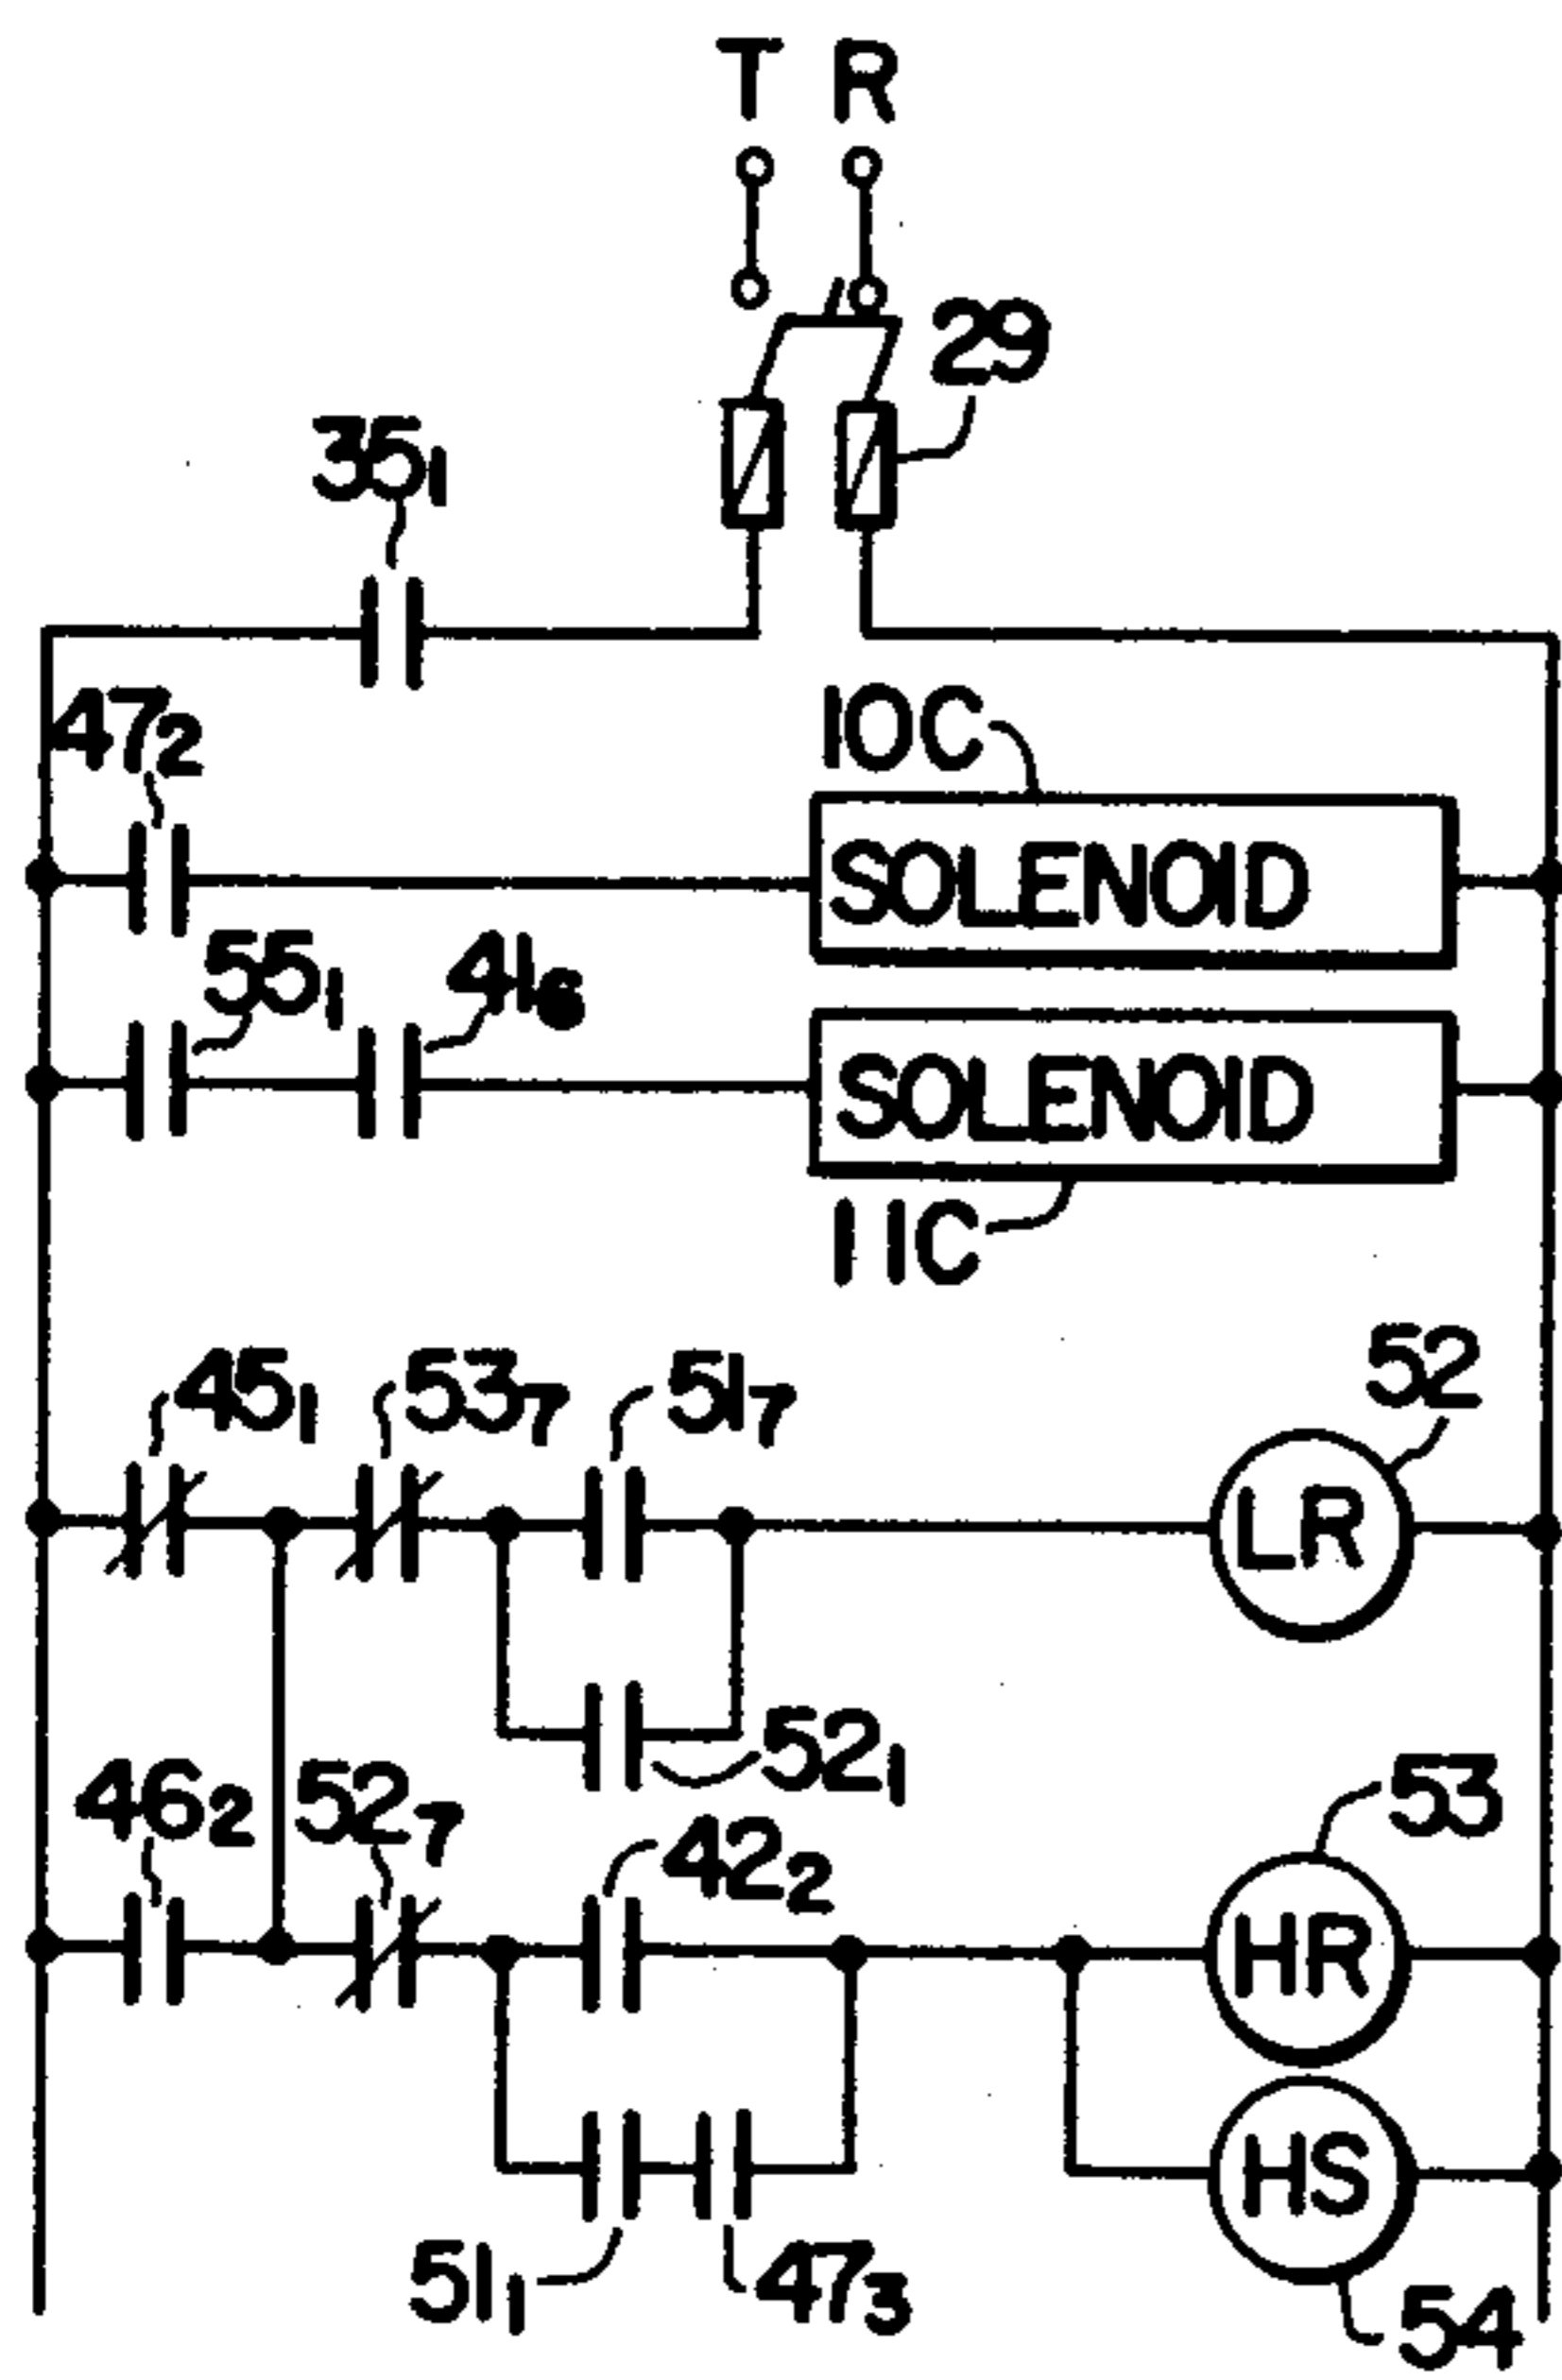 T R
29
35₁
47₂
10C
SOLENOID
55₁ 41₆
SOLENOID
11C
45₁ 53₇ 51₇
52
LR
52₁
46₂ 52₇ 42₂
53
HR
HS
51₁ 47₃
54